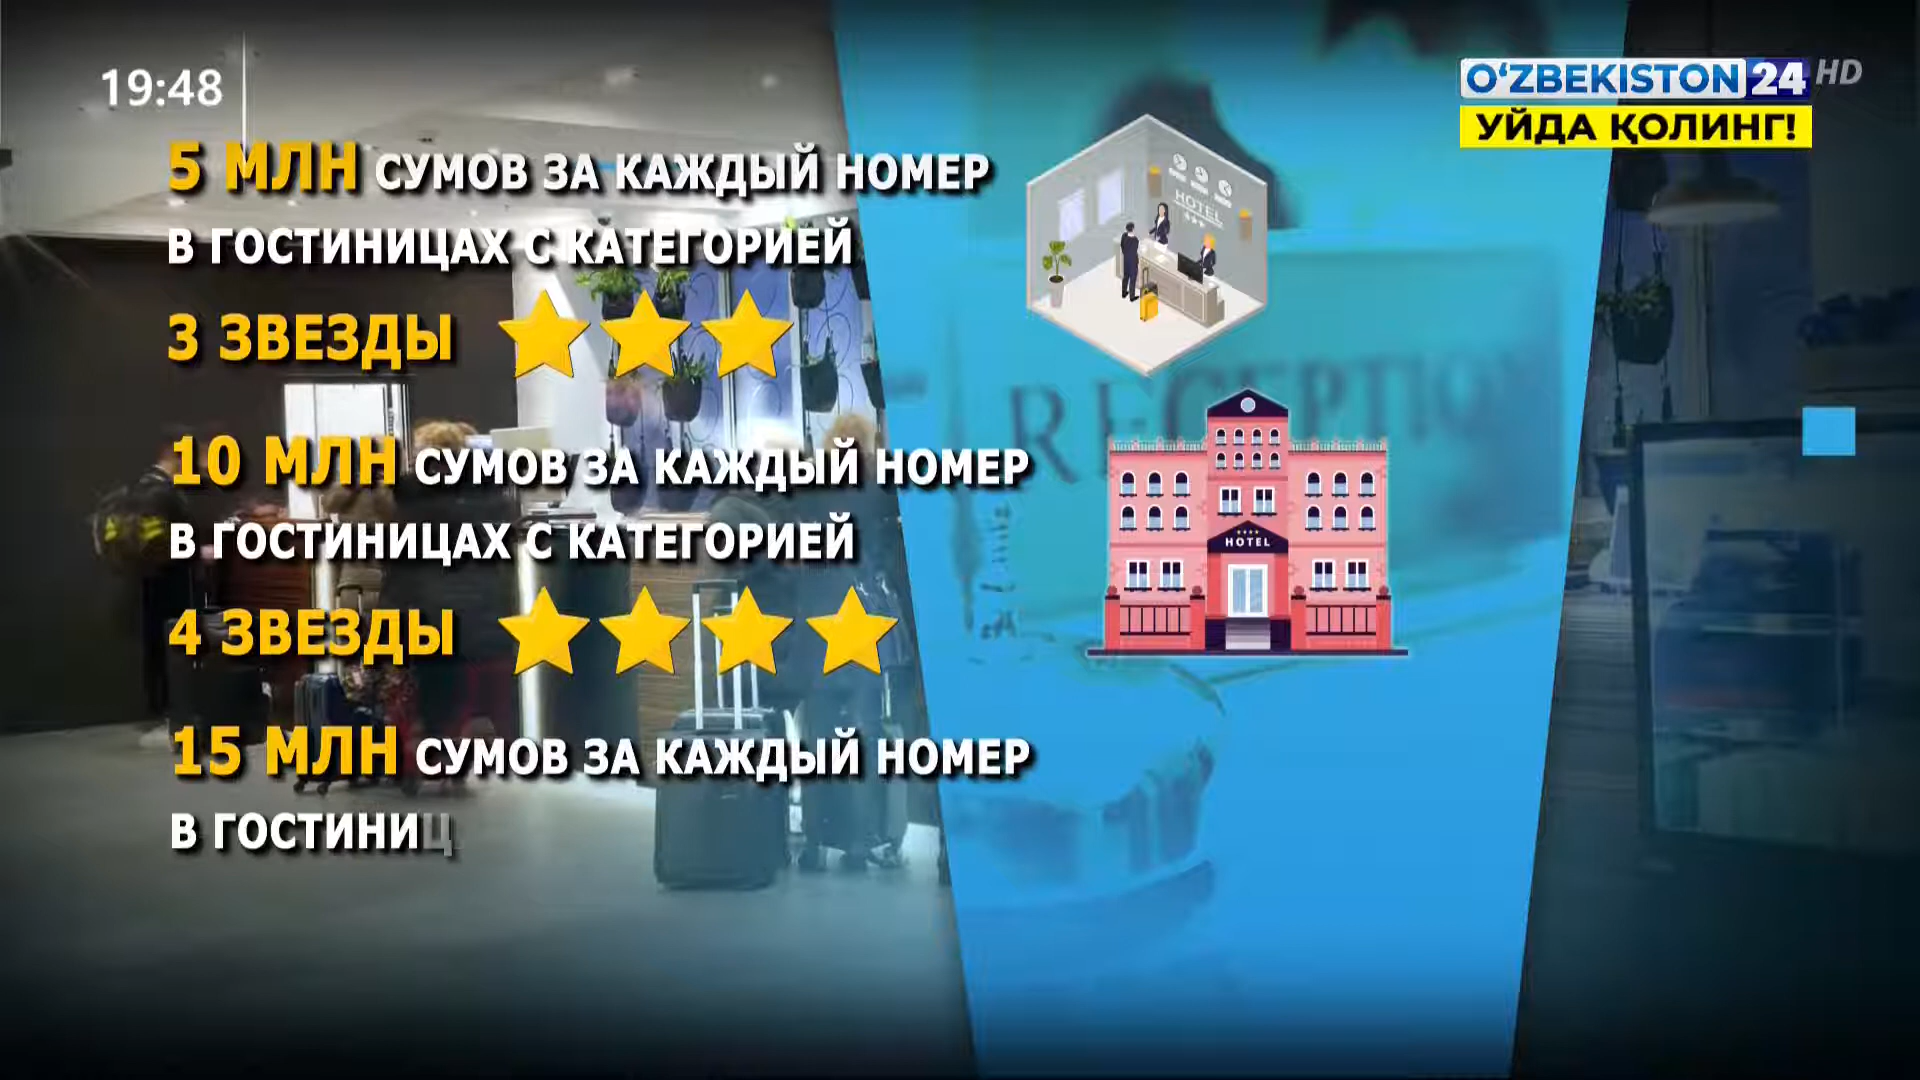 19:48
O‘ZBEKISTON 24 HD
УЙДА ҚОЛИНГ!
5 МЛН СУМОВ ЗА КАЖДЫЙ НОМЕР
В ГОСТИНИЦАХ С КАТЕГОРИЕЙ
3 ЗВЕЗДЫ
10 МЛН СУМОВ ЗА КАЖДЫЙ НОМЕР
В ГОСТИНИЦАХ С КАТЕГОРИЕЙ
4 ЗВЕЗДЫ
15 МЛН СУМОВ ЗА КАЖДЫЙ НОМЕР
В ГОСТИНИЦ
HOTEL
RECEPTION
HOTEL